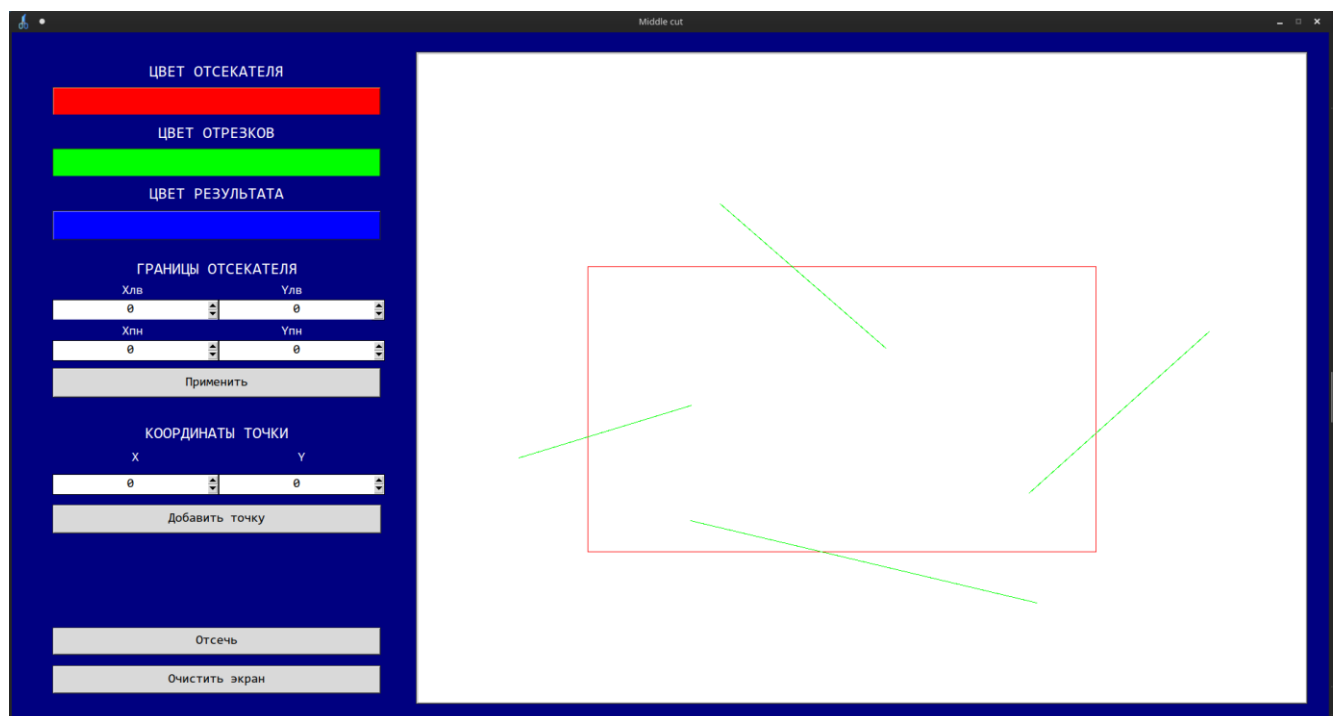 Middle cut
ЦВЕТ ОТСЕКАТЕЛЯ
ЦВЕТ ОТРЕЗКОВ
ЦВЕТ РЕЗУЛЬТАТА
ГРАНИЦЫ ОТСЕКАТЕЛЯ
Xлв Yлв
0 0
Xпн Yпн
0 0
Применить
КООРДИНАТЫ ТОЧКИ
X Y
0 0
Добавить точку
Отсечь
Очистить экран